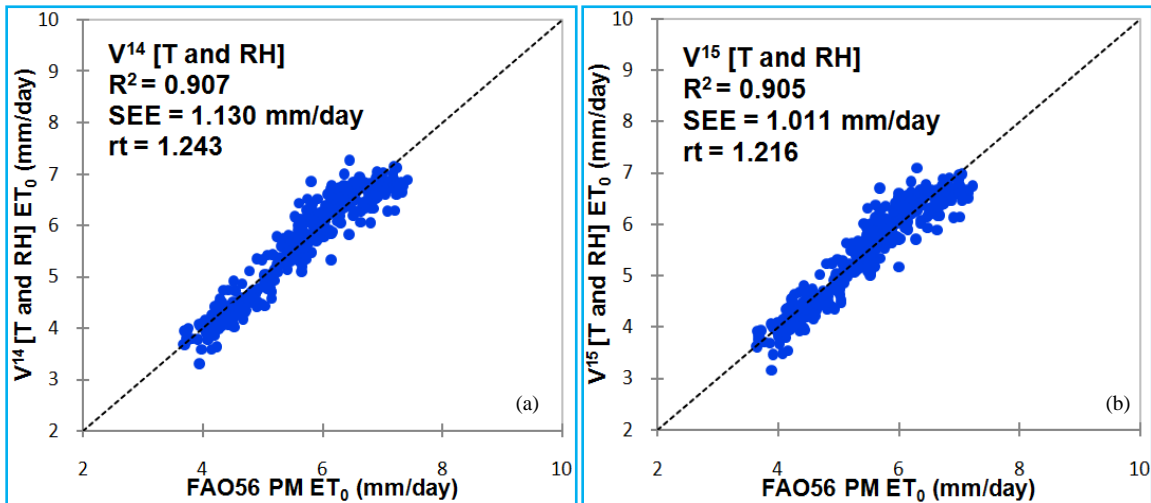 V¹⁴ [T and RH]
R² = 0.907
SEE = 1.130 mm/day
rt = 1.243
V¹⁴ [T and RH] ET₀ (mm/day)
10
9
8
7
6
5
4
3
2
2 4 6 8 10
FAO56 PM ET₀ (mm/day)
(a)
V¹⁵ [T and RH]
R² = 0.905
SEE = 1.011 mm/day
rt = 1.216
V¹⁵ [T and RH] ET₀ (mm/day)
10
9
8
7
6
5
4
3
2
2 4 6 8 10
FAO56 PM ET₀ (mm/day)
(b)